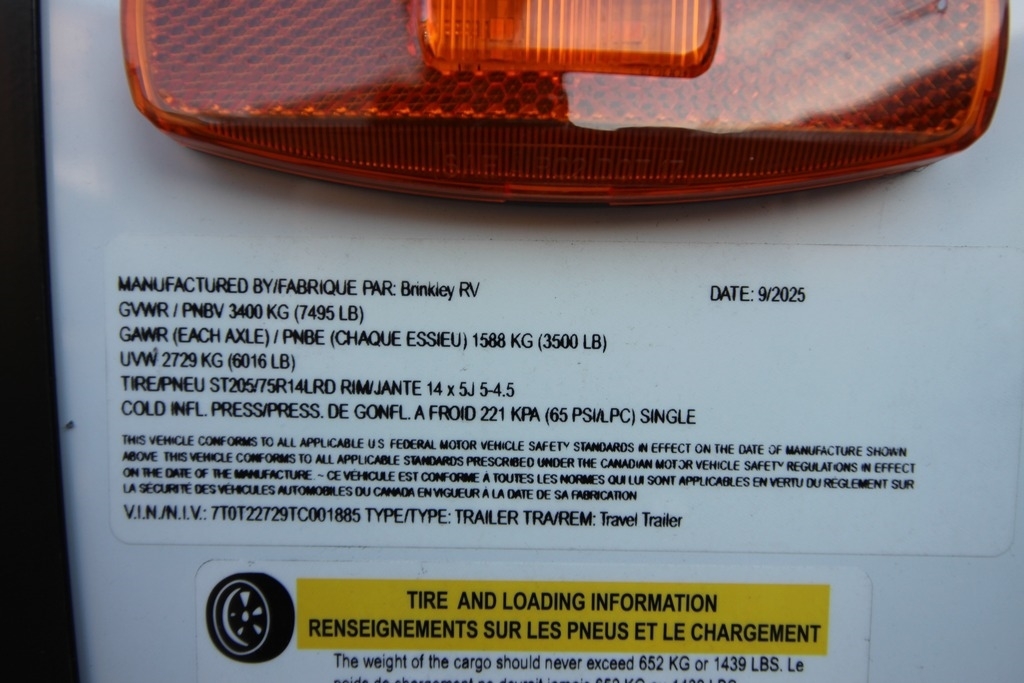 MANUFACTURED BY/FABRIQUE PAR: Brinkley RV DATE: 9/2025
GVWR / PNBV 3400 KG (7495 LB)
GAWR (EACH AXLE) / PNBE (CHAQUE ESSIEU) 1588 KG (3500 LB)
UVW 2729 KG (6016 LB)
TIRE/PNEU ST205/75R14LRD RIM/JANTE 14 x 5J 5-4.5
COLD INFL. PRESS/PRESS. DE GONFL. A FROID 221 KPA (65 PSI/LPC) SINGLE
THIS VEHICLE CONFORMS TO ALL APPLICABLE U S FEDERAL MOTOR VEHICLE SAFETY STANDARDS IN EFFECT ON THE DATE OF MANUFACTURE SHOWN
ABOVE THIS VEHICLE CONFORMS TO ALL APPLICABLE STANDARDS PRESCRIBED UNDER THE CANADIAN MOTOR VEHICLE SAFETY REGULATIONS IN EFFECT
ON THE DATE OF THE MANUFACTURE. ~ CE VÉHICULE EST CONFORME À TOUTES LES NORMES QUI LUI SONT APPLICABLES EN VERTU DU RÈGLEMENT SUR
LA SÉCURITÉ DES VÉHICULES AUTOMOBILES DU CANADA EN VIGUEUR À LA DATE DE SA FABRICATION
V.I.N./N.I.V.: 7T0T22729TC001885 TYPE/TYPE: TRAILER TRA/REM: Travel Trailer
TIRE AND LOADING INFORMATION
RENSEIGNEMENTS SUR LES PNEUS ET LE CHARGEMENT
The weight of the cargo should never exceed 652 KG or 1439 LBS. Le